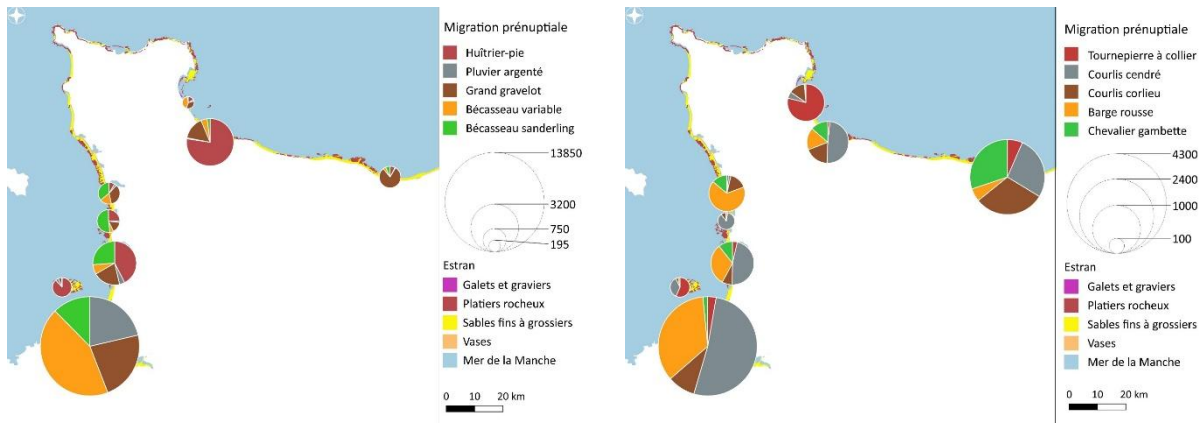 Migration prénuptiale
Huîtrier-pie
Pluvier argenté
Grand gravelot
Bécasseau variable
Bécasseau sanderling
13850
3200
750
195
Estran
Galets et graviers
Platiers rocheux
Sables fins à grossiers
Vases
Mer de la Manche
0 10 20 km
Migration prénuptiale
Tournepierre à collier
Courlis cendré
Courlis corlieu
Barge rousse
Chevalier gambette
4300
2400
1000
100
Estran
Galets et graviers
Platiers rocheux
Sables fins à grossiers
Vases
Mer de la Manche
0 10 20 km